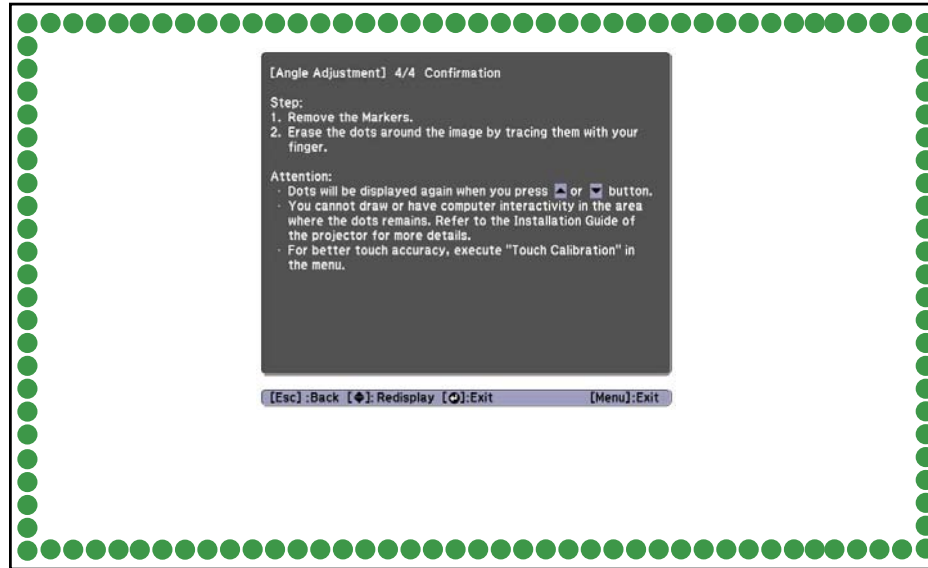 [Angle Adjustment] 4/4 Confirmation
Step:
1. Remove the Markers.
2. Erase the dots around the image by tracing them with your
finger.
Attention:
· Dots will be displayed again when you press ▲ or ▼ button.
· You cannot draw or have computer interactivity in the area
where the dots remains. Refer to the Installation Guide of
the projector for more details.
· For better touch accuracy, execute "Touch Calibration" in
the menu.
[Esc] :Back [◆]: Redisplay [⏎]:Exit [Menu]:Exit